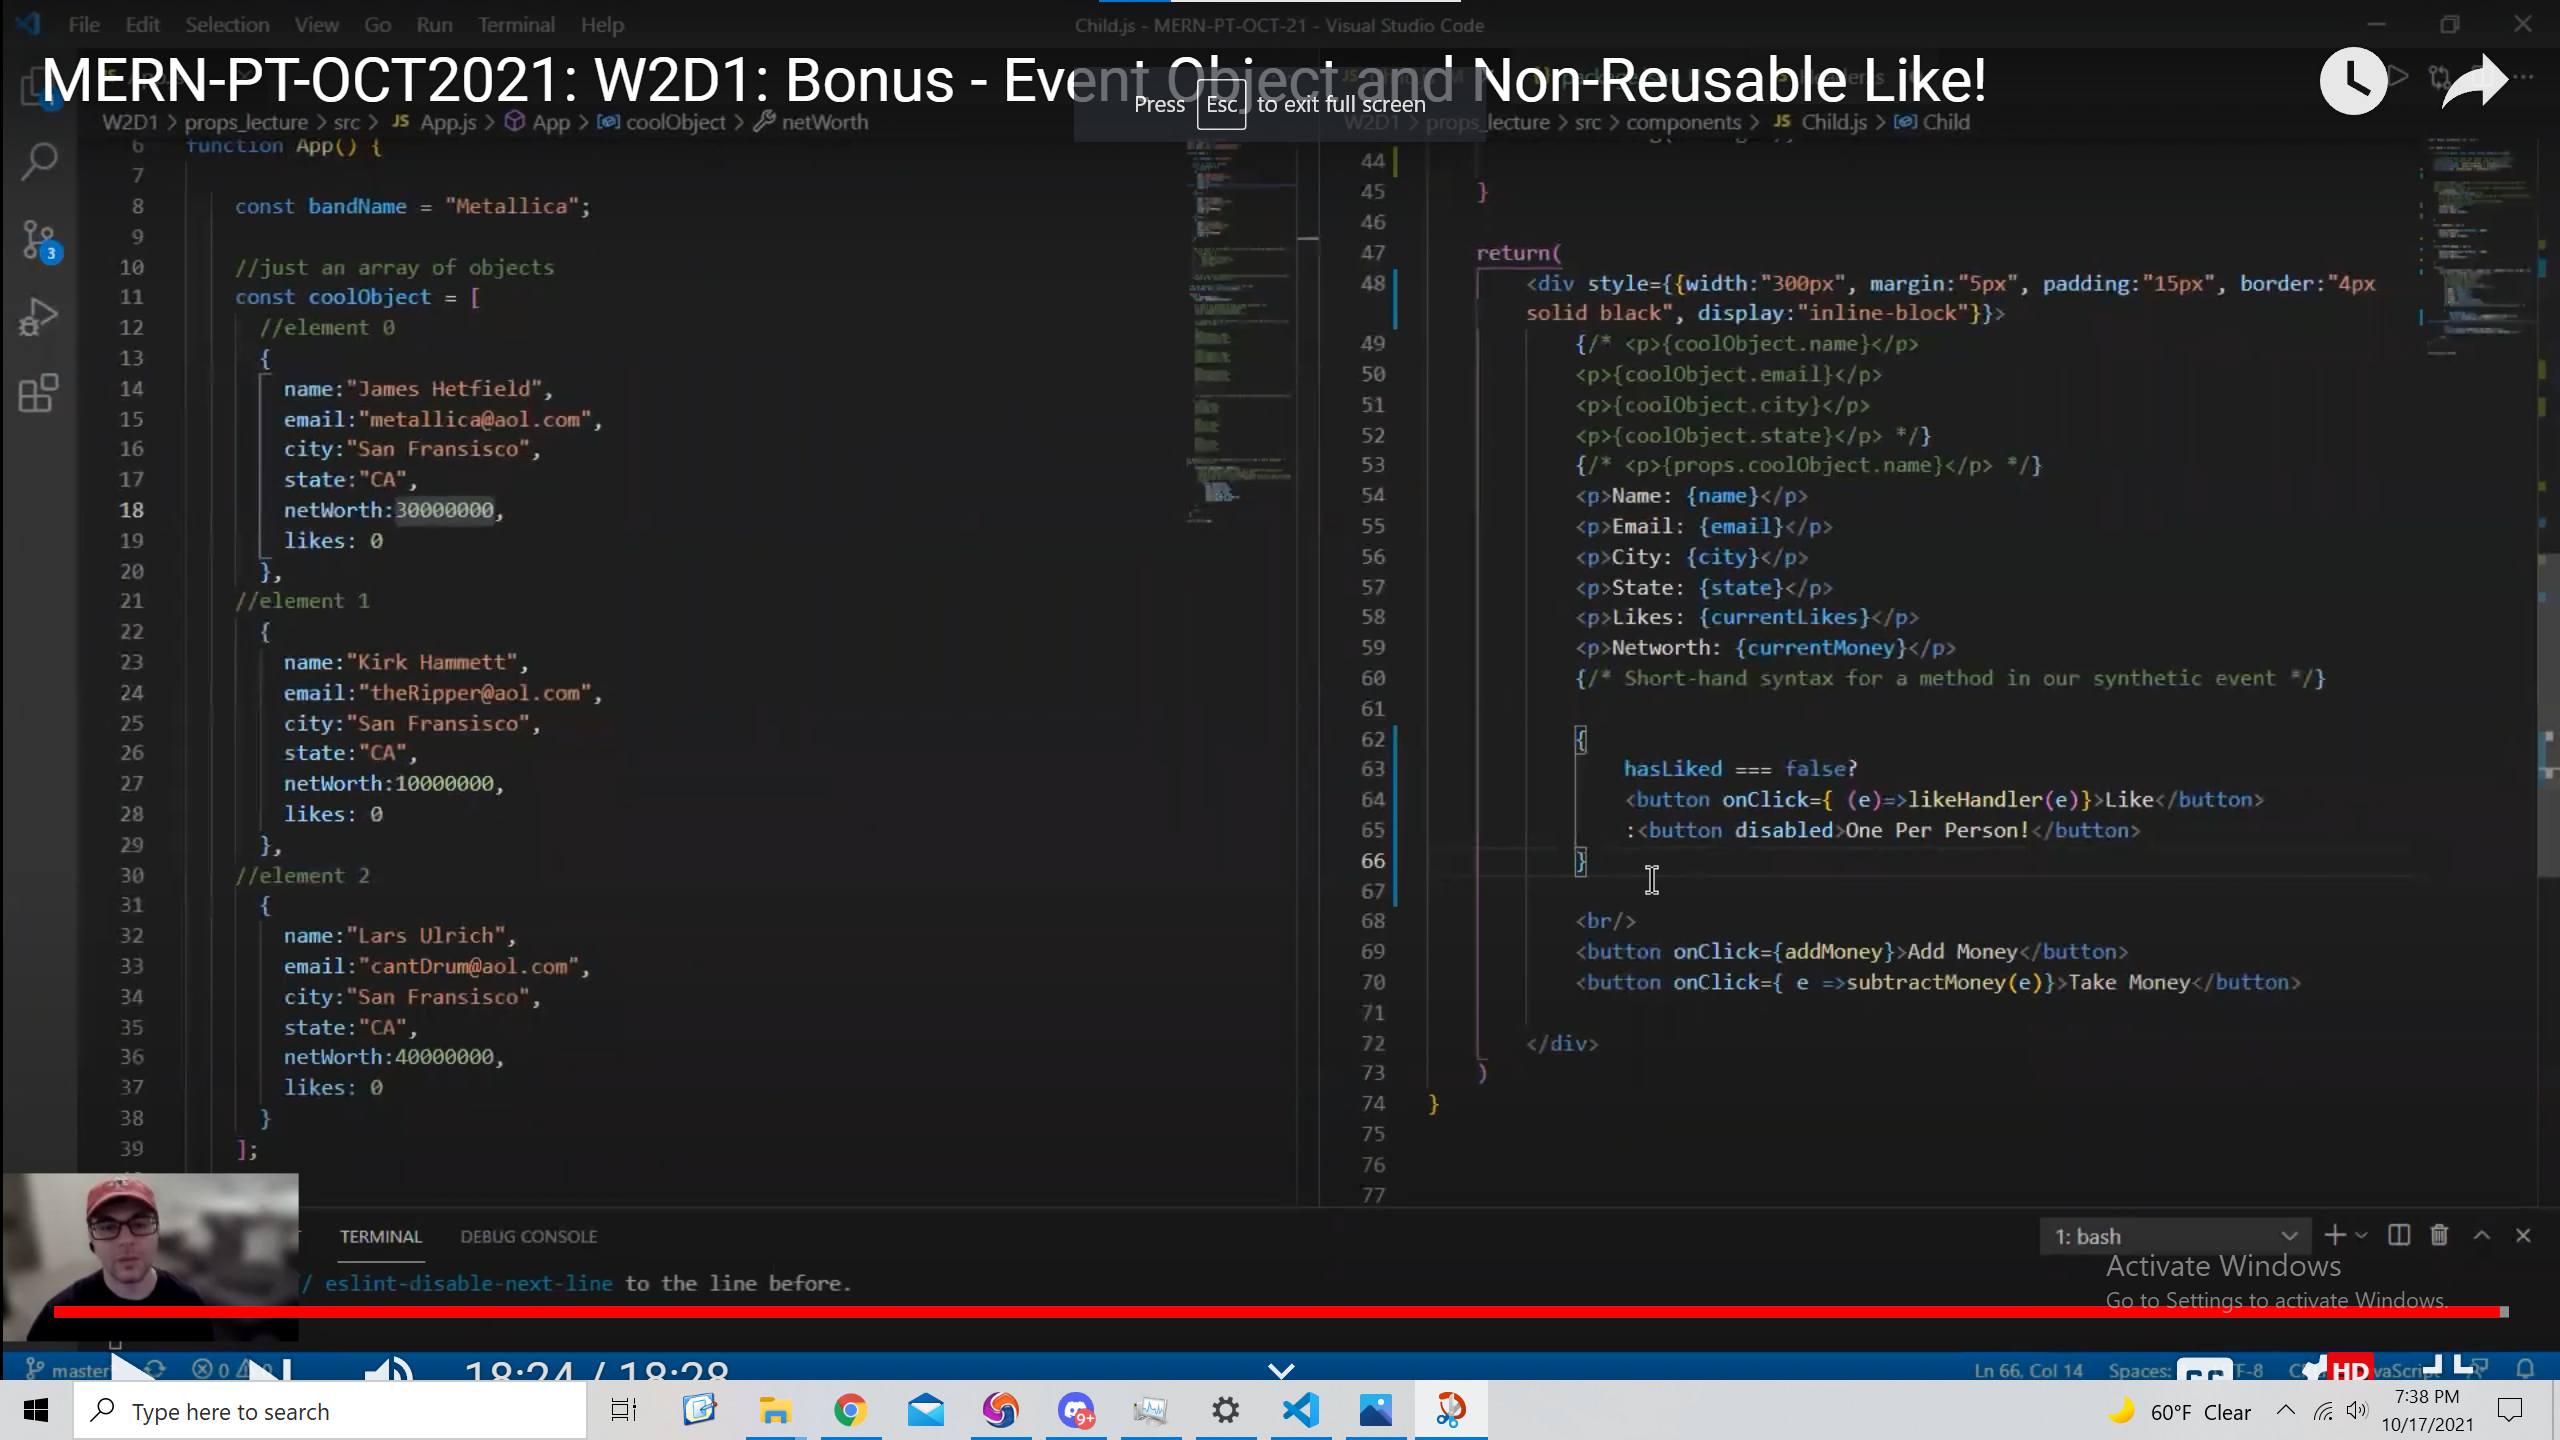 File Edit Selection View Go Run Terminal Help
Child.js - MERN-PT-OCT-21 - Visual Studio Code
MERN-PT-OCT2021: W2D1: Bonus - Event Object and Non-Reusable Like!
Press Esc to exit full screen
W2D1 > props_lecture > src > JS App.js > App > coolObject > netWorth
6 function App() {
7
8 const bandName = "Metallica";
9
10 //just an array of objects
11 const coolObject = [
12 //element 0
13 {
14 name:"James Hetfield",
15 email:"metallica@aol.com",
16 city:"San Fransisco",
17 state:"CA",
18 netWorth:30000000,
19 likes: 0
20 },
21 //element 1
22 {
23 name:"Kirk Hammett",
24 email:"theRipper@aol.com",
25 city:"San Fransisco",
26 state:"CA",
27 netWorth:10000000,
28 likes: 0
29 },
30 //element 2
31 {
32 name:"Lars Ulrich",
33 email:"cantDrum@aol.com",
34 city:"San Fransisco",
35 state:"CA",
36 netWorth:40000000,
37 likes: 0
38 }
39 ];
W2D1 > props_lecture > src > components > JS Child.js > Child
44
45 }
46
47 return(
48 <div style={{width:"300px", margin:"5px", padding:"15px", border:"4px
solid black", display:"inline-block"}}>
49 {/* <p>{coolObject.name}</p>
50 <p>{coolObject.email}</p>
51 <p>{coolObject.city}</p>
52 <p>{coolObject.state}</p> */}
53 {/* <p>{props.coolObject.name}</p> */}
54 <p>Name: {name}</p>
55 <p>Email: {email}</p>
56 <p>City: {city}</p>
57 <p>State: {state}</p>
58 <p>Likes: {currentLikes}</p>
59 <p>Networth: {currentMoney}</p>
60 {/* Short-hand syntax for a method in our synthetic event */}
61
62 {
63 hasLiked === false?
64 <button onClick={ (e)=>likeHandler(e)}>Like</button>
65 :<button disabled>One Per Person!</button>
66 }
67
68 <br/>
69 <button onClick={addMoney}>Add Money</button>
70 <button onClick={ e =>subtractMoney(e)}>Take Money</button>
71
72 </div>
73 )
74 }
75
76
77
TERMINAL DEBUG CONSOLE
1: bash
/ eslint-disable-next-line to the line before.
Activate Windows
Go to Settings to activate Windows.
master 0
18:24 / 18:28
Ln 66, Col 14 Spaces:
HD
Type here to search
9+
60°F Clear
7:38 PM
10/17/2021
3